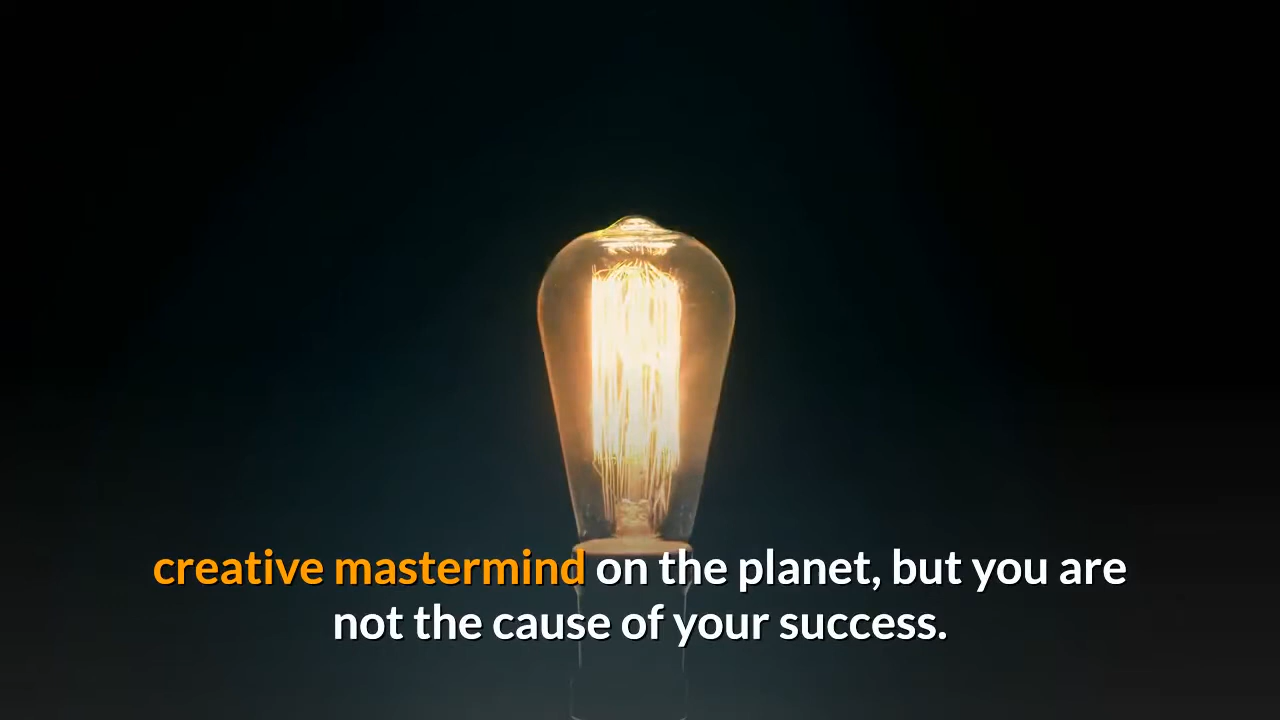 creative mastermind on the planet, but you are
not the cause of your success.